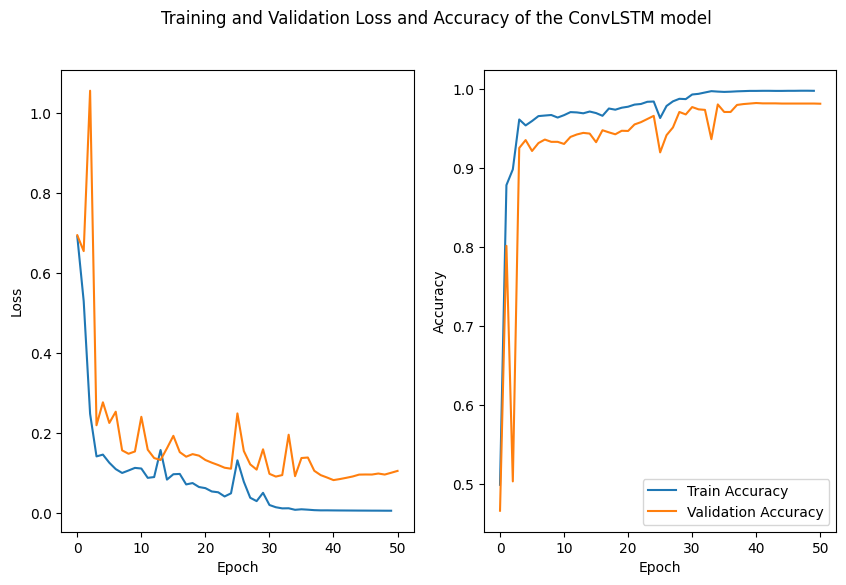 Training and Validation Loss and Accuracy of the ConvLSTM model
Loss
1.0
0.8
0.6
0.4
0.2
0.0
0 10 20 30 40 50
Epoch
Accuracy
1.0
0.9
0.8
0.7
0.6
0.5
Train Accuracy
Validation Accuracy
0 10 20 30 40 50
Epoch